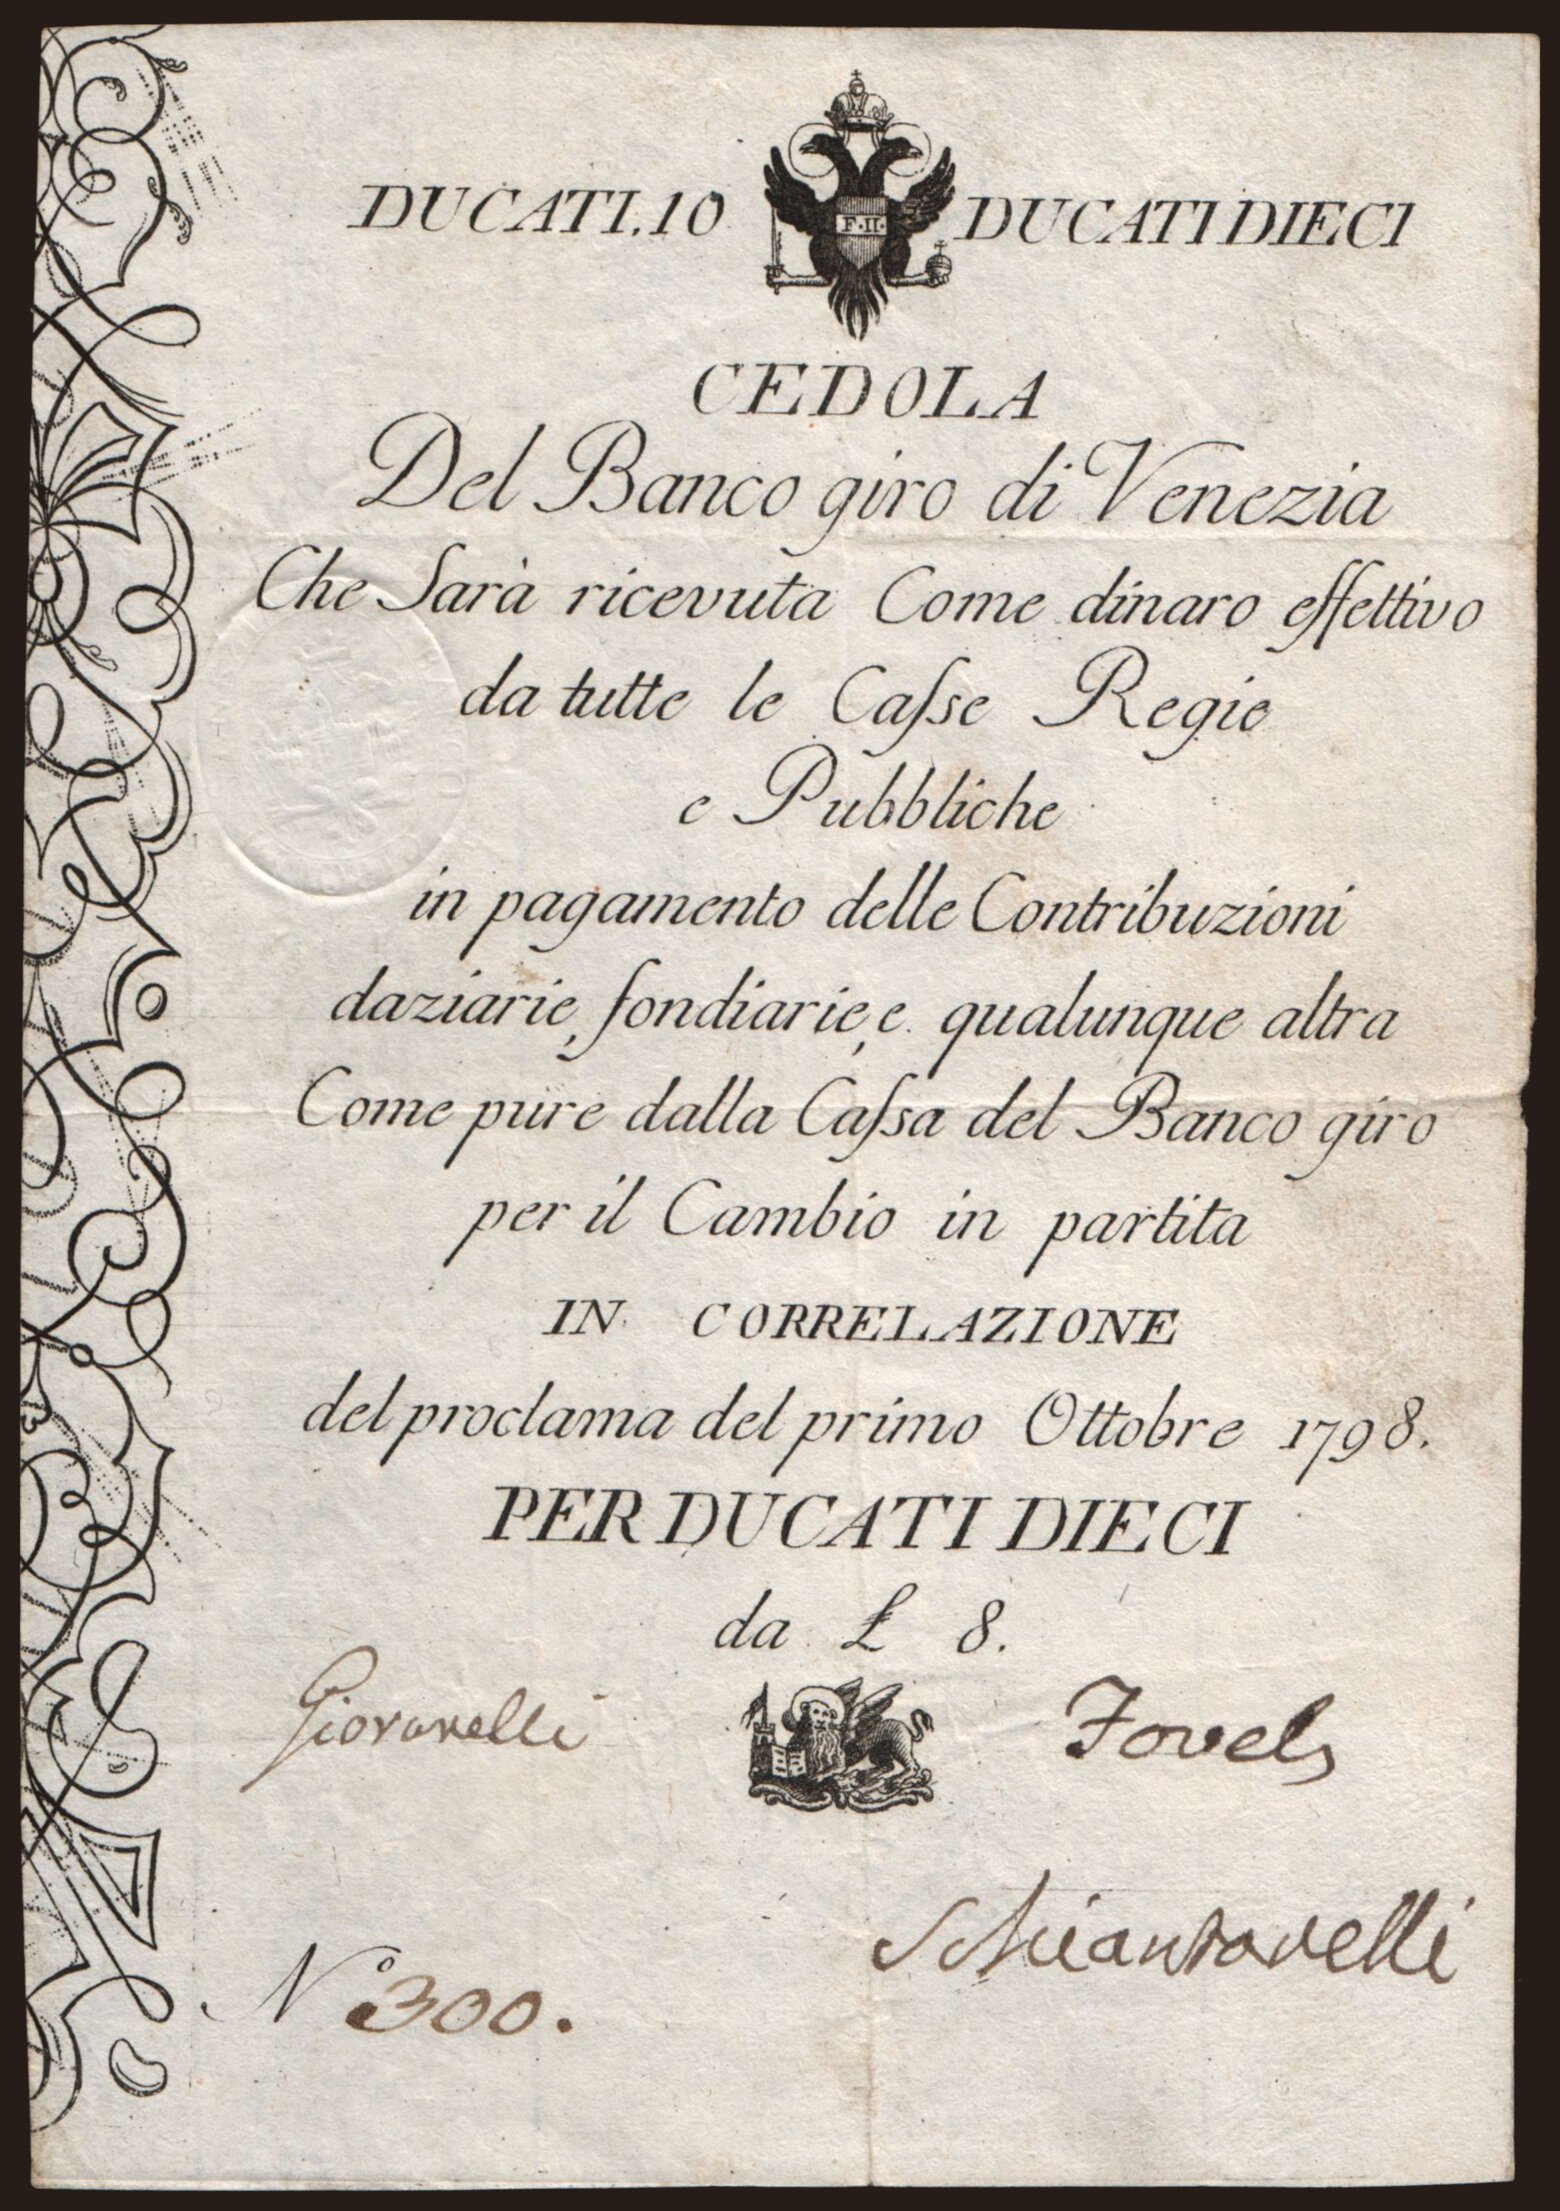 DUCATI.10 DUCATI DIECI
F·II·
CEDOLA
Del Banco giro di Venezia
Che Sarà ricevuta Come dinaro effettivo
da tutte le Caſse Regie
e Pubbliche
in pagamento delle Contribuzioni
daziarie, fondiarie, e qualunque altra
Come pure dalla Caſsa del Banco giro
per il Cambio in partita
IN CORRELAZIONE
del proclama del primo Ottobre 1798.
PER DUCATI DIECI
da £ 8.
Giovanelli
Schiantarelli
N° 300.